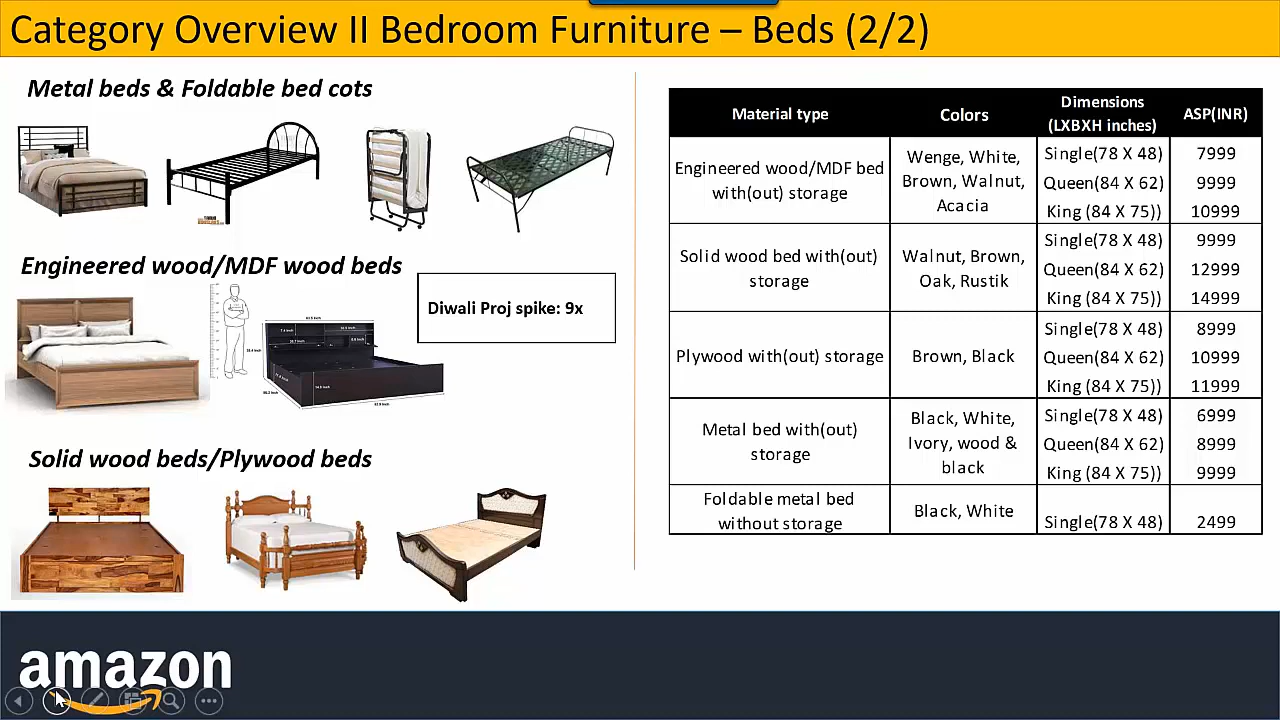 Category Overview II Bedroom Furniture – Beds (2/2)
Metal beds & Foldable bed cots
Engineered wood/MDF wood beds
Diwali Proj spike: 9x
Solid wood beds/Plywood beds
Material type
Colors
Dimensions
(LXBXH inches)
ASP(INR)
Engineered wood/MDF bed
with(out) storage
Wenge, White,
Brown, Walnut,
Acacia
Single(78 X 48)
7999
Queen(84 X 62)
9999
King (84 X 75))
10999
Solid wood bed with(out)
storage
Walnut, Brown,
Oak, Rustik
Single(78 X 48)
9999
Queen(84 X 62)
12999
King (84 X 75))
14999
Plywood with(out) storage
Brown, Black
Single(78 X 48)
8999
Queen(84 X 62)
10999
King (84 X 75))
11999
Metal bed with(out)
storage
Black, White,
Ivory, wood &
black
Single(78 X 48)
6999
Queen(84 X 62)
8999
King (84 X 75))
9999
Foldable metal bed
without storage
Black, White
Single(78 X 48)
2499
amazon